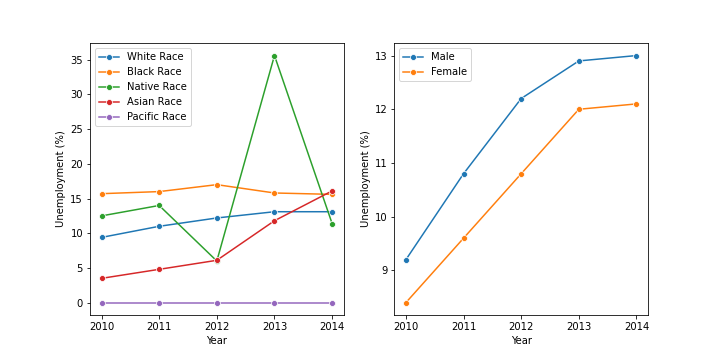 Unemployment (%)
35
30
25
20
15
10
5
0
White Race
Black Race
Native Race
Asian Race
Pacific Race
2010 2011 2012 2013 2014
Year
Unemployment (%)
13
12
11
10
9
Male
Female
2010 2011 2012 2013 2014
Year